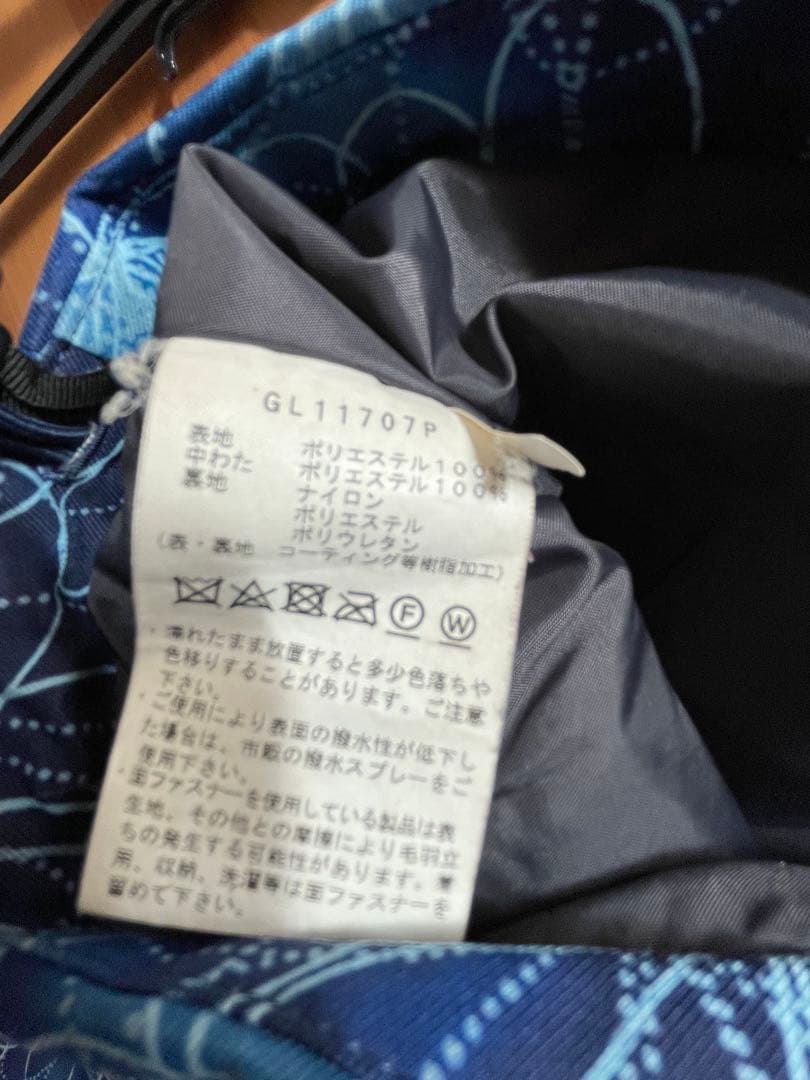 GL11707P
表地 ポリエステル100%
中わた ポリエステル100%
裏地 ナイロン
ポリエステル
ポリウレタン
(表・裏地 コーティング等樹脂加工)
F W
・濡れたまま放置すると多少色落ちや
色移りすることがあります。ご注意
下さい。
・ご使用により表面の撥水性が低下し
た場合は、市販の撥水スプレーをご
使用下さい。
・面ファスナーを使用している製品は表
生地、その他との摩擦により毛羽立
ちの発生する可能性があります。着
用、収納、洗濯等は面ファスナーを
留めて下さい。